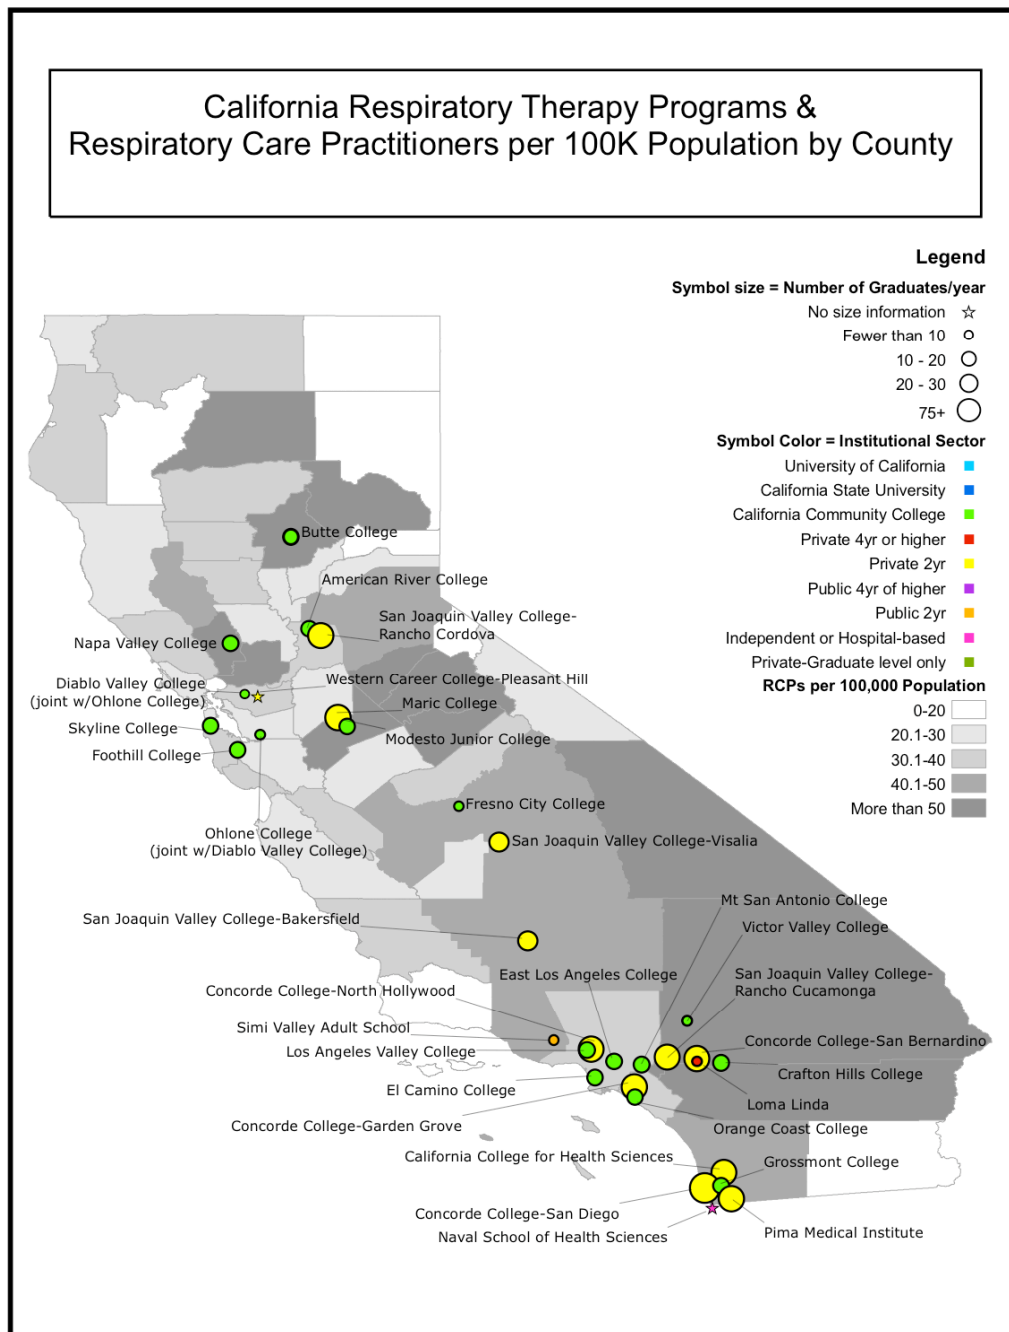 California Respiratory Therapy Programs &
Respiratory Care Practitioners per 100K Population by County
Legend
Symbol size = Number of Graduates/year
No size information
Fewer than 10
10 - 20
20 - 30
75+
Symbol Color = Institutional Sector
University of California
California State University
California Community College
Private 4yr or higher
Private 2yr
Public 4yr of higher
Public 2yr
Independent or Hospital-based
Private-Graduate level only
RCPs per 100,000 Population
0-20
20.1-30
30.1-40
40.1-50
More than 50
Butte College
American River College
San Joaquin Valley College-
Rancho Cordova
Napa Valley College
Western Career College-Pleasant Hill
Diablo Valley College
(joint w/Ohlone College)
Maric College
Skyline College
Modesto Junior College
Foothill College
Fresno City College
Ohlone College
(joint w/Diablo Valley College)
San Joaquin Valley College-Visalia
Mt San Antonio College
San Joaquin Valley College-Bakersfield
Victor Valley College
East Los Angeles College
San Joaquin Valley College-
Rancho Cucamonga
Concorde College-North Hollywood
Simi Valley Adult School
Concorde College-San Bernardino
Los Angeles Valley College
Crafton Hills College
El Camino College
Loma Linda
Concorde College-Garden Grove
Orange Coast College
California College for Health Sciences
Grossmont College
Concorde College-San Diego
Naval School of Health Sciences
Pima Medical Institute